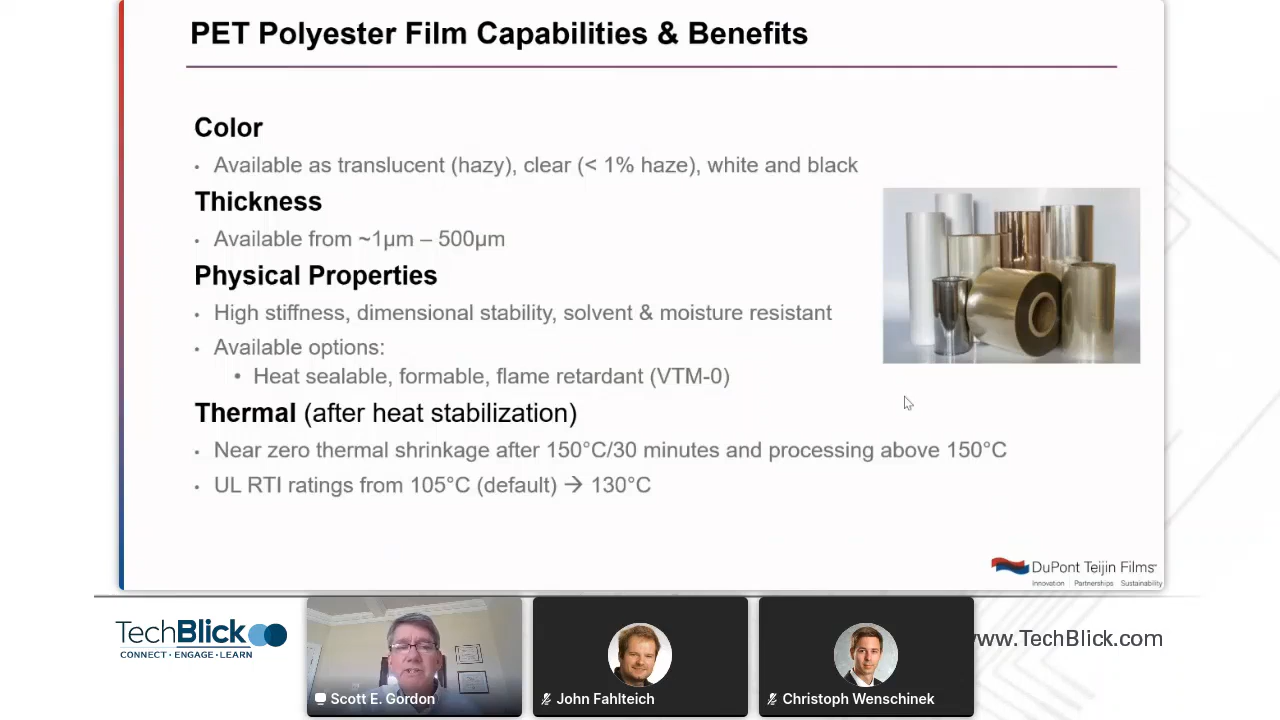 PET Polyester Film Capabilities & Benefits
Color
• Available as translucent (hazy), clear (< 1% haze), white and black
Thickness
• Available from ~1µm – 500µm
Physical Properties
• High stiffness, dimensional stability, solvent & moisture resistant
• Available options:
• Heat sealable, formable, flame retardant (VTM-0)
Thermal (after heat stabilization)
• Near zero thermal shrinkage after 150°C/30 minutes and processing above 150°C
• UL RTI ratings from 105°C (default) → 130°C
DuPont Teijin Films™
Innovation | Partnerships Sustainability
TechBlick
CONNECT • ENGAGE • LEARN
Scott E. Gordon
John Fahlteich
Christoph Wenschinek
www.TechBlick.com